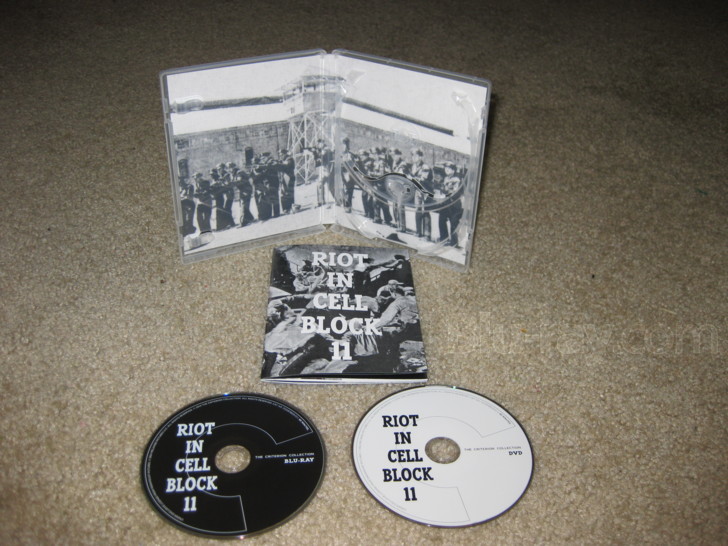 RIOT
IN
CELL
BLOCK
11
RIOT
IN
CELL
BLOCK
11
THE CRITERION COLLECTION
BLU-RAY
RIOT
IN
CELL
BLOCK
11
THE CRITERION COLLECTION
DVD